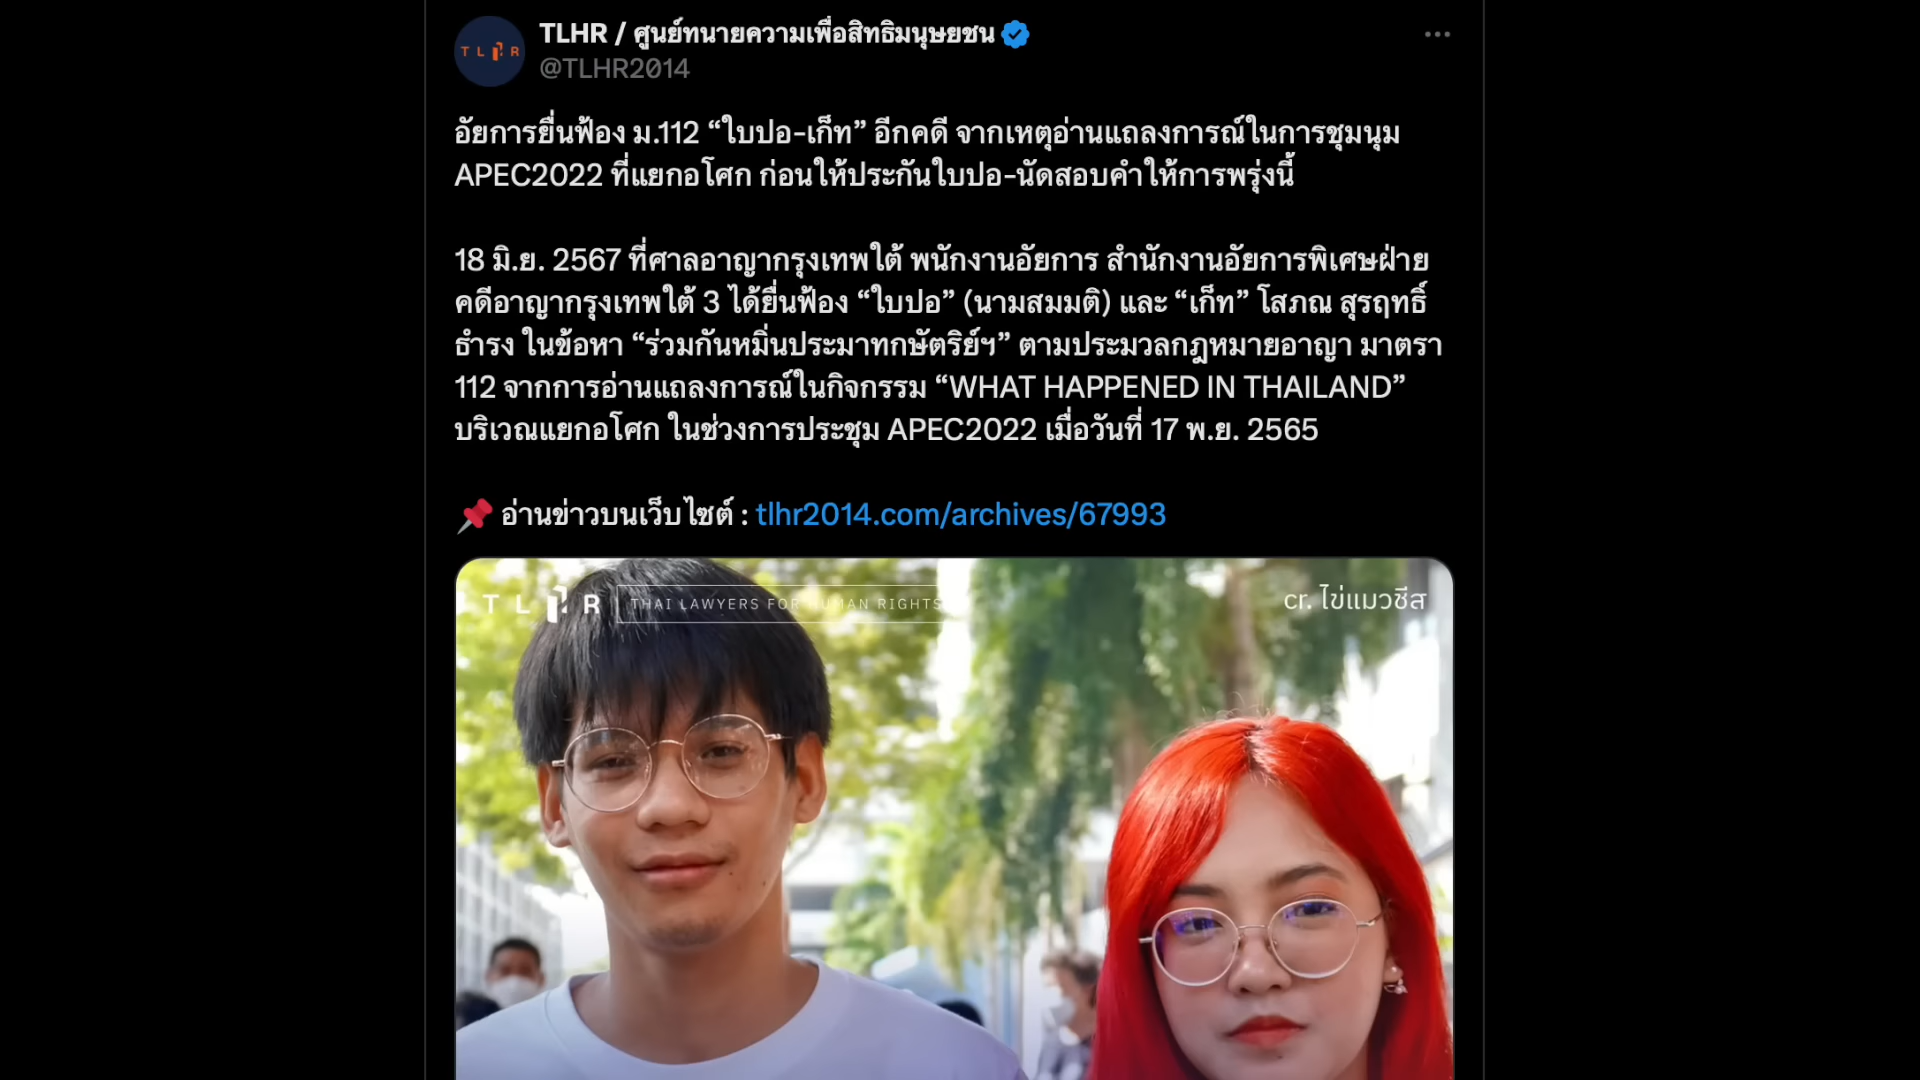 TLHR
TLHR / ศูนย์ทนายความเพื่อสิทธิมนุษยชน
@TLHR2014
อัยการยื่นฟ้อง ม.112 “ใบปอ-เก็ท” อีกคดี จากเหตุอ่านแถลงการณ์ในการชุมนุม
APEC2022 ที่แยกอโศก ก่อนให้ประกันใบปอ-นัดสอบคำให้การพรุ่งนี้
18 มิ.ย. 2567 ที่ศาลอาญากรุงเทพใต้ พนักงานอัยการ สำนักงานอัยการพิเศษฝ่าย
คดีอาญากรุงเทพใต้ 3 ได้ยื่นฟ้อง “ใบปอ” (นามสมมติ) และ “เก็ท” โสภณ สุรฤทธิ์
ธำรง ในข้อหา “ร่วมกันหมิ่นประมาทกษัตริย์ฯ” ตามประมวลกฎหมายอาญา มาตรา
112 จากการอ่านแถลงการณ์ในกิจกรรม “WHAT HAPPENED IN THAILAND”
บริเวณแยกอโศก ในช่วงการประชุม APEC2022 เมื่อวันที่ 17 พ.ย. 2565
📌 อ่านข่าวบนเว็บไซต์ : tlhr2014.com/archives/67993
TLHR THAI LAWYERS FOR HUMAN RIGHTS
cr. ไข่แมวชีส